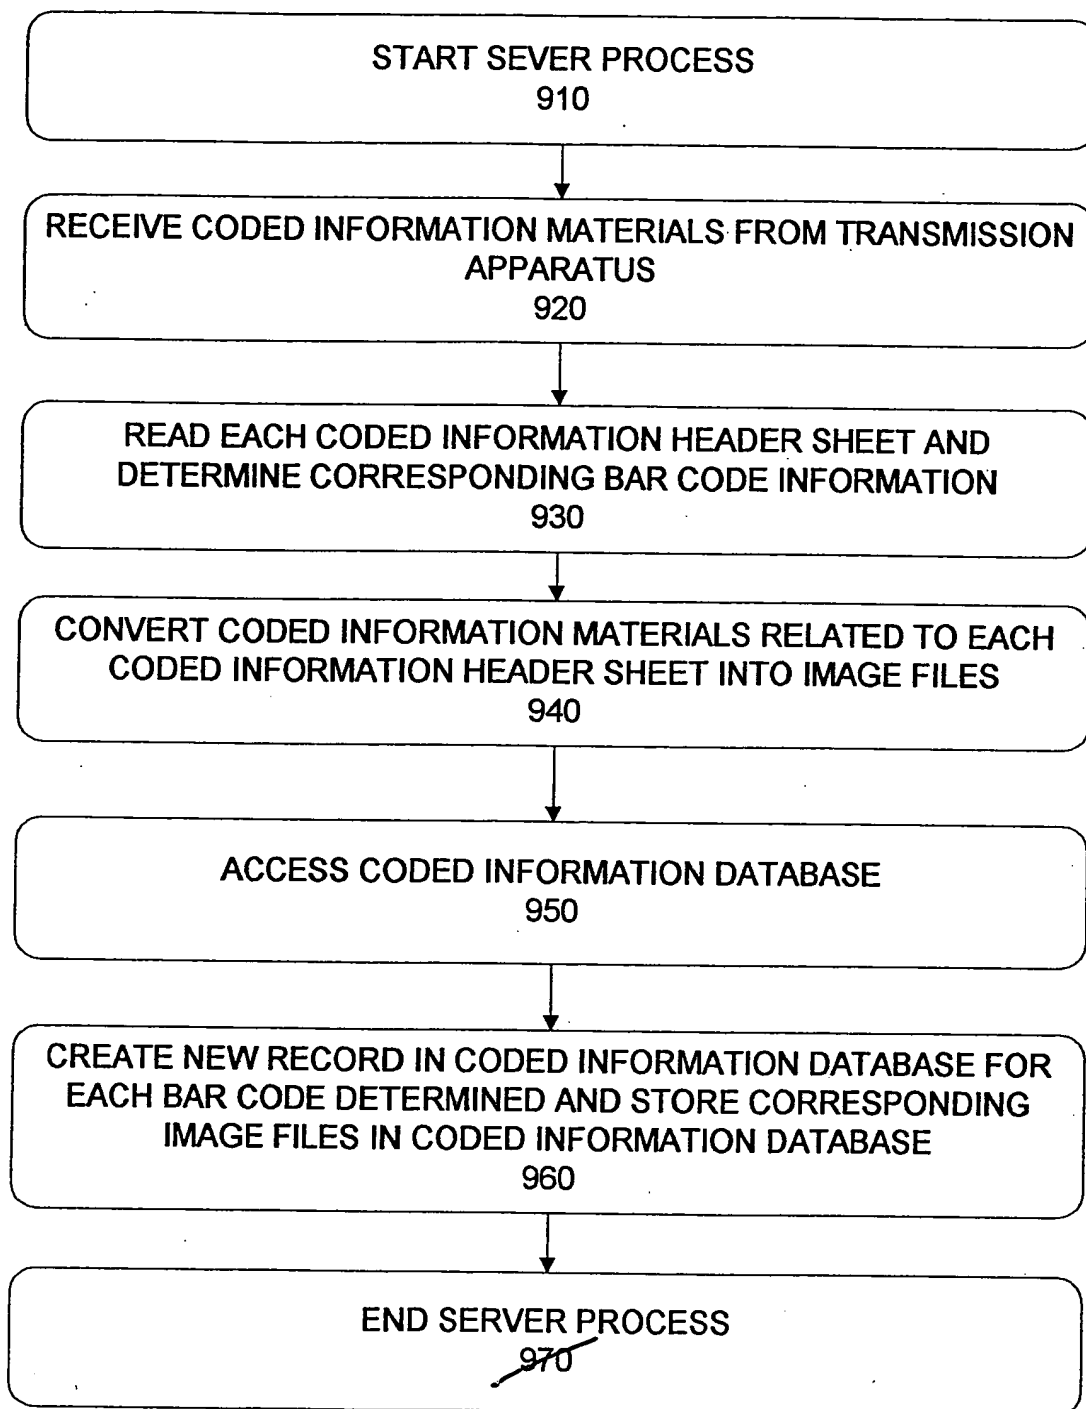 START SEVER PROCESS
910
RECEIVE CODED INFORMATION MATERIALS FROM TRANSMISSION
APPARATUS
920
READ EACH CODED INFORMATION HEADER SHEET AND
DETERMINE CORRESPONDING BAR CODE INFORMATION
930
CONVERT CODED INFORMATION MATERIALS RELATED TO EACH
CODED INFORMATION HEADER SHEET INTO IMAGE FILES
940
ACCESS CODED INFORMATION DATABASE
950
CREATE NEW RECORD IN CODED INFORMATION DATABASE FOR
EACH BAR CODE DETERMINED AND STORE CORRESPONDING
IMAGE FILES IN CODED INFORMATION DATABASE
960
END SERVER PROCESS
970